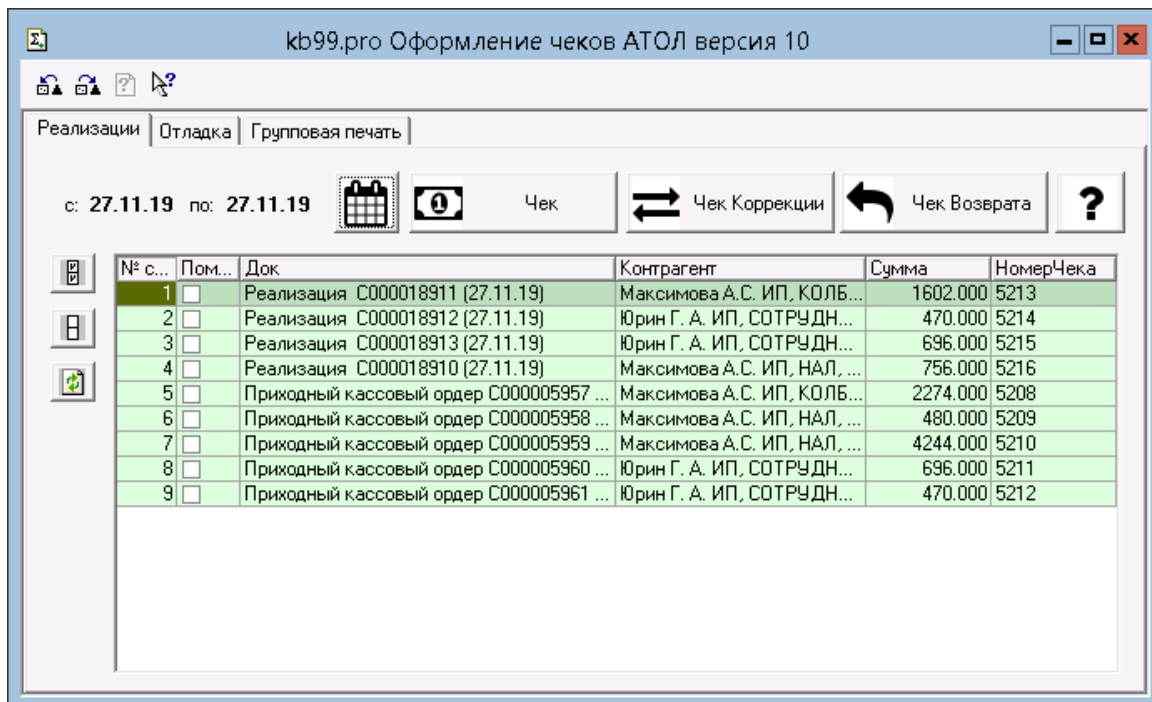 kb99.pro Оформление чеков АТОЛ версия 10
Реализации Отладка Групповая печать
с: 27.11.19 по: 27.11.19 Чек Чек Коррекции Чек Возврата ?
№ с... Пом... Док Контрагент Сумма НомерЧека
1 Реализация С000018911 (27.11.19) Максимова А.С. ИП, КОЛБ... 1602.000 5213
2 Реализация С000018912 (27.11.19) Юрин Г. А. ИП, СОТРУДН... 470.000 5214
3 Реализация С000018913 (27.11.19) Юрин Г. А. ИП, СОТРУДН... 696.000 5215
4 Реализация С000018910 (27.11.19) Максимова А.С. ИП, НАЛ, ... 756.000 5216
5 Приходный кассовый ордер С000005957 ... Максимова А.С. ИП, КОЛБ... 2274.000 5208
6 Приходный кассовый ордер С000005958 ... Максимова А.С. ИП, НАЛ, ... 480.000 5209
7 Приходный кассовый ордер С000005959 ... Максимова А.С. ИП, НАЛ, ... 4244.000 5210
8 Приходный кассовый ордер С000005960 ... Юрин Г. А. ИП, СОТРУДН... 696.000 5211
9 Приходный кассовый ордер С000005961 ... Юрин Г. А. ИП, СОТРУДН... 470.000 5212